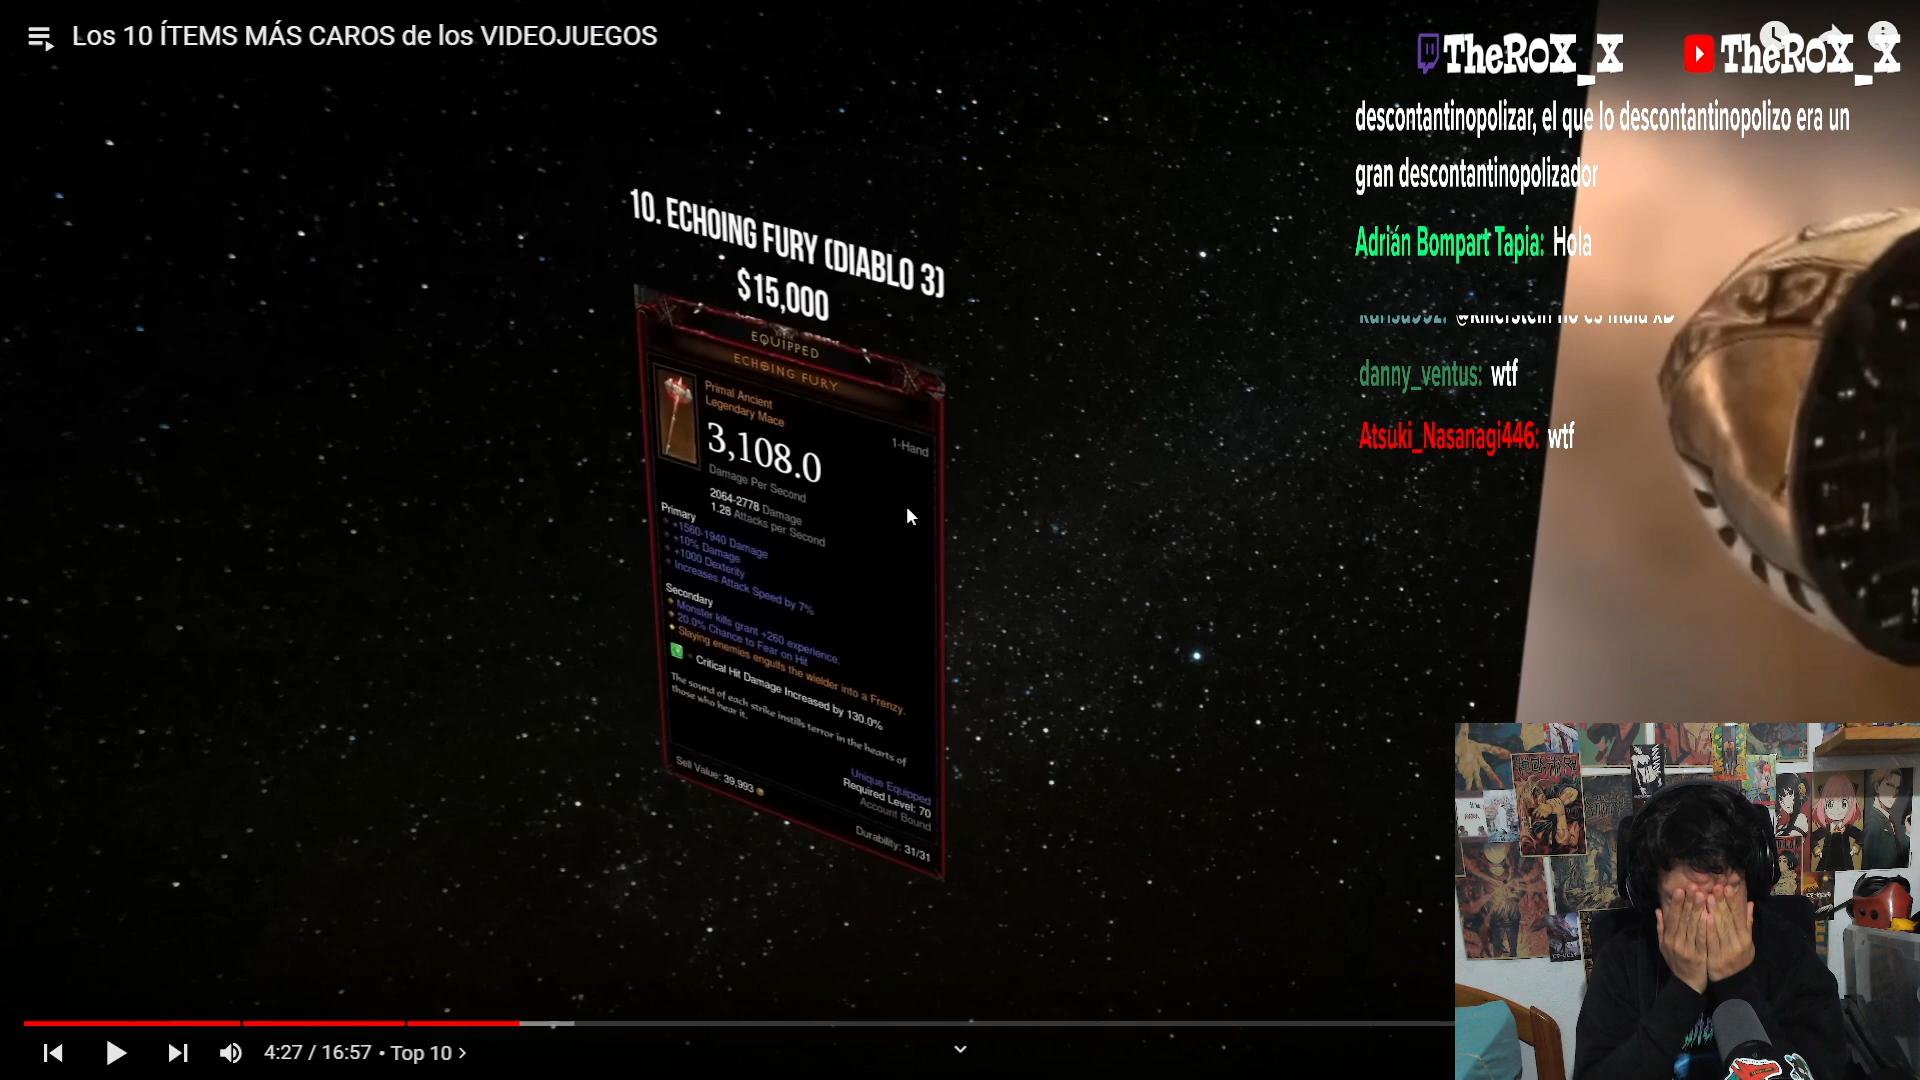 Los 10 ÍTEMS MÁS CAROS de los VIDEOJUEGOS
TheRoX_X
TheRoX_X
descontantinopolizar, el que lo descontantinopolizo era un
gran descontantinopolizador
Adrián Bompart Tapia: Hola
danny_ventus: wtf
Atsuki_Nasanagi446: wtf
10. ECHOING FURY (DIABLO 3)
$15,000
EQUIPPED
ECHOING FURY
Primal Ancient
Legendary Mace
1-Hand
3,108.0
Damage Per Second
2064-2778 Damage
1.28 Attacks per Second
Primary
+1560-1940 Damage
+10% Damage
+1000 Dexterity
Increases Attack Speed by 7%
Secondary
Monster kills grant +260 experience.
20.0% Chance to Fear on Hit
Slaying enemies engulfs the wielder into a Frenzy.
Critical Hit Damage Increased by 130.0%
The sound of each strike instills terror in the hearts of
those who hear it.
Unique Equipped
Required Level: 70
Account Bound
Sell Value: 39,993
Durability: 31/31
4:27 / 16:57 • Top 10 >